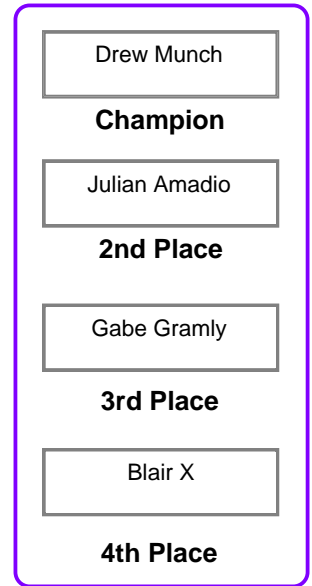 Drew Munch
Champion
Julian Amadio
2nd Place
Gabe Gramly
3rd Place
Blair X
4th Place